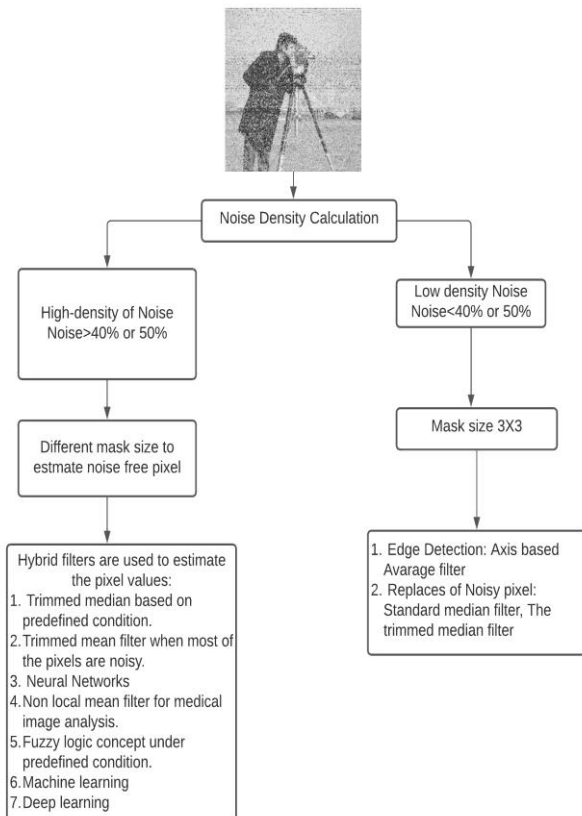 Noise Density Calculation
High-density of Noise
Noise>40% or 50%
Low density Noise
Noise<40% or 50%
Different mask size to
estmate noise free pixel
Mask size 3X3
Hybrid filters are used to estimate
the pixel values:
1. Trimmed median based on
predefined condition.
2. Trimmed mean filter when most of
the pixels are noisy.
3. Neural Networks
4. Non local mean filter for medical
image analysis.
5. Fuzzy logic concept under
predefined condition.
6. Machine learning
7. Deep learning
1. Edge Detection: Axis based
Avarage filter
2. Replaces of Noisy pixel:
Standard median filter, The
trimmed median filter